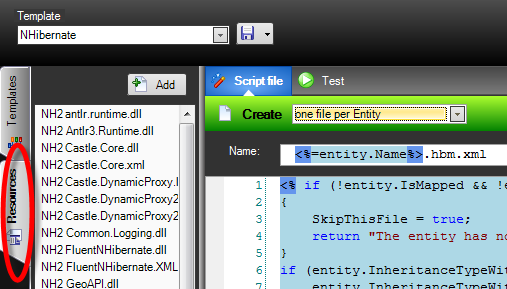 Template
NHibernate
Templates
Resources
Add
NH2 antlr.runtime.dll
NH2 Antlr3.Runtime.dll
NH2 Castle.Core.dll
NH2 Castle.Core.xml
NH2 Castle.DynamicProxy.l
NH2 Castle.DynamicProxy2
NH2 Castle.DynamicProxy2
NH2 Common.Logging.dll
NH2 FluentNHibernate.dll
NH2 FluentNHibernate.XML
NH2 GeoAPI.dll
Script file
Test
Create
one file per Entity
Name:
<%=entity.Name%>.hbm.xml
1 <% if (!entity.IsMapped && !e
2 {
3 SkipThisFile = true;
4 return "The entity has no
5 }
6 if (entity.InheritanceTypeWit
7 entity.InheritanceTypeWit